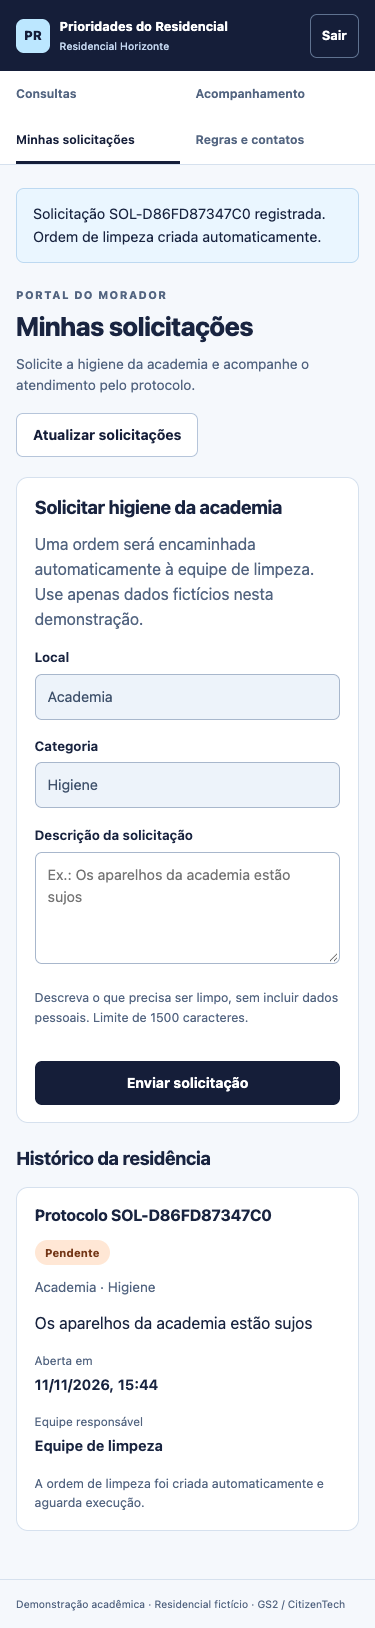 PR
Prioridades do Residencial
Residencial Horizonte
Sair
Consultas
Acompanhamento
Minhas solicitações
Regras e contatos
Solicitação SOL-D86FD87347C0 registrada.
Ordem de limpeza criada automaticamente.
PORTAL DO MORADOR
Minhas solicitações
Solicite a higiene da academia e acompanhe o
atendimento pelo protocolo.
Atualizar solicitações
Solicitar higiene da academia
Uma ordem será encaminhada
automaticamente à equipe de limpeza.
Use apenas dados fictícios nesta
demonstração.
Local
Academia
Categoria
Higiene
Descrição da solicitação
Ex.: Os aparelhos da academia estão
sujos
Descreva o que precisa ser limpo, sem incluir dados
pessoais. Limite de 1500 caracteres.
Enviar solicitação
Histórico da residência
Protocolo SOL-D86FD87347C0
Pendente
Academia · Higiene
Os aparelhos da academia estão sujos
Aberta em
11/11/2026, 15:44
Equipe responsável
Equipe de limpeza
A ordem de limpeza foi criada automaticamente e
aguarda execução.
Demonstração acadêmica · Residencial fictício · GS2 / CitizenTech